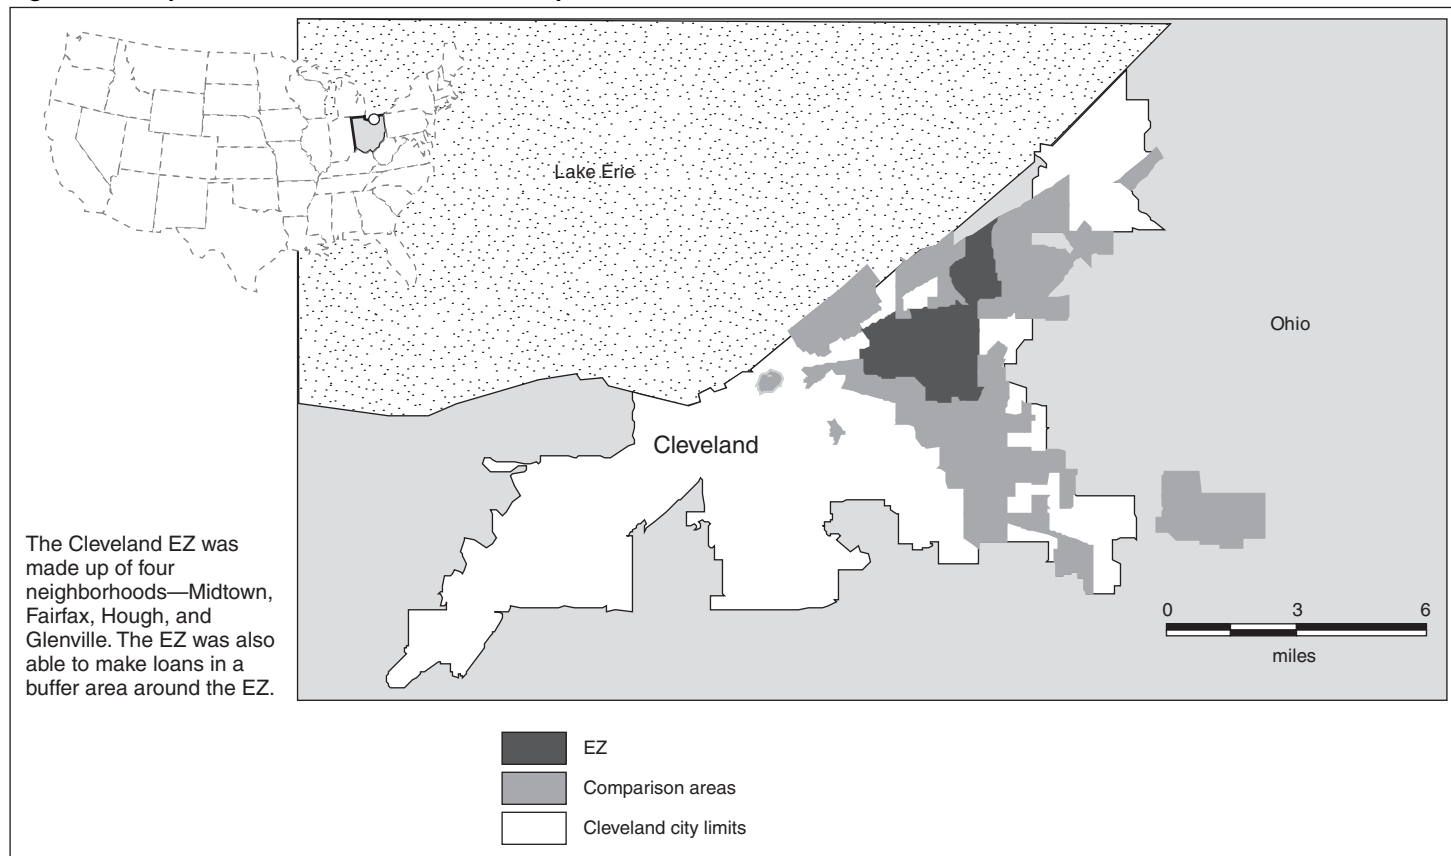 Lake Erie
Ohio
Cleveland
The Cleveland EZ was
made up of four
neighborhoods—Midtown,
Fairfax, Hough, and
Glenville. The EZ was also
able to make loans in a
buffer area around the EZ.
0 3 6
miles
EZ
Comparison areas
Cleveland city limits